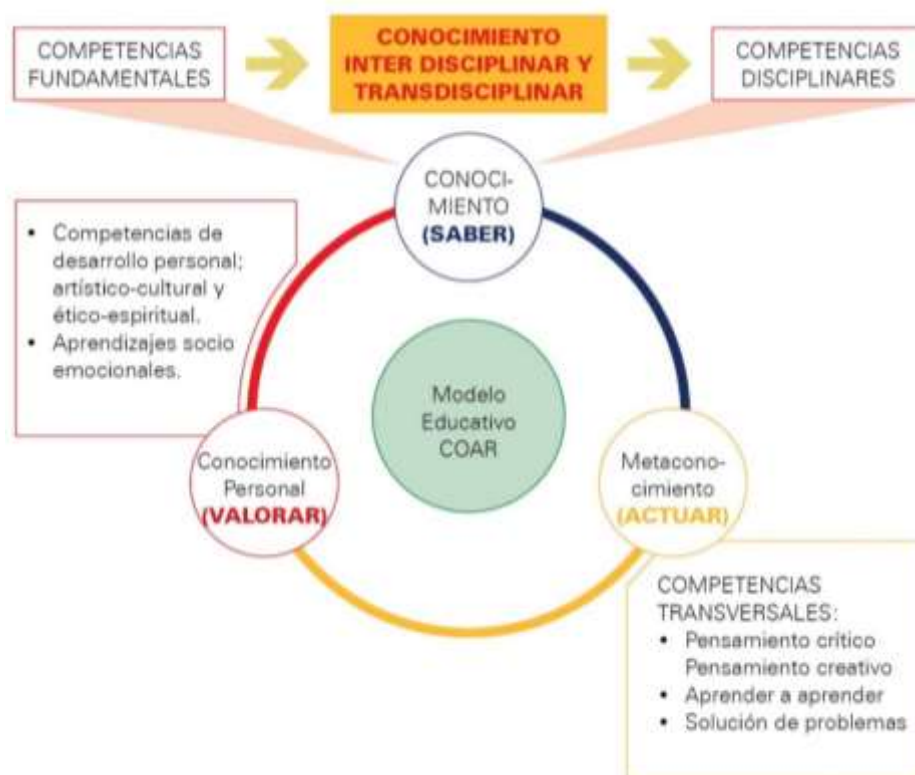 COMPETENCIAS
FUNDAMENTALES
CONOCIMIENTO
INTER DISCIPLINAR Y
TRANSDISCIPLINAR
COMPETENCIAS
DISCIPLINARES
CONOCI-
MIENTO
(SABER)
• Competencias de
desarrollo personal;
artístico-cultural y
ético-espiritual.
• Aprendizajes socio
emocionales.
Modelo
Educativo
COAR
Conocimiento
Personal
(VALORAR)
Metacono-
cimiento
(ACTUAR)
COMPETENCIAS
TRANSVERSALES:
• Pensamiento crítico
Pensamiento creativo
• Aprender a aprender
• Solución de problemas